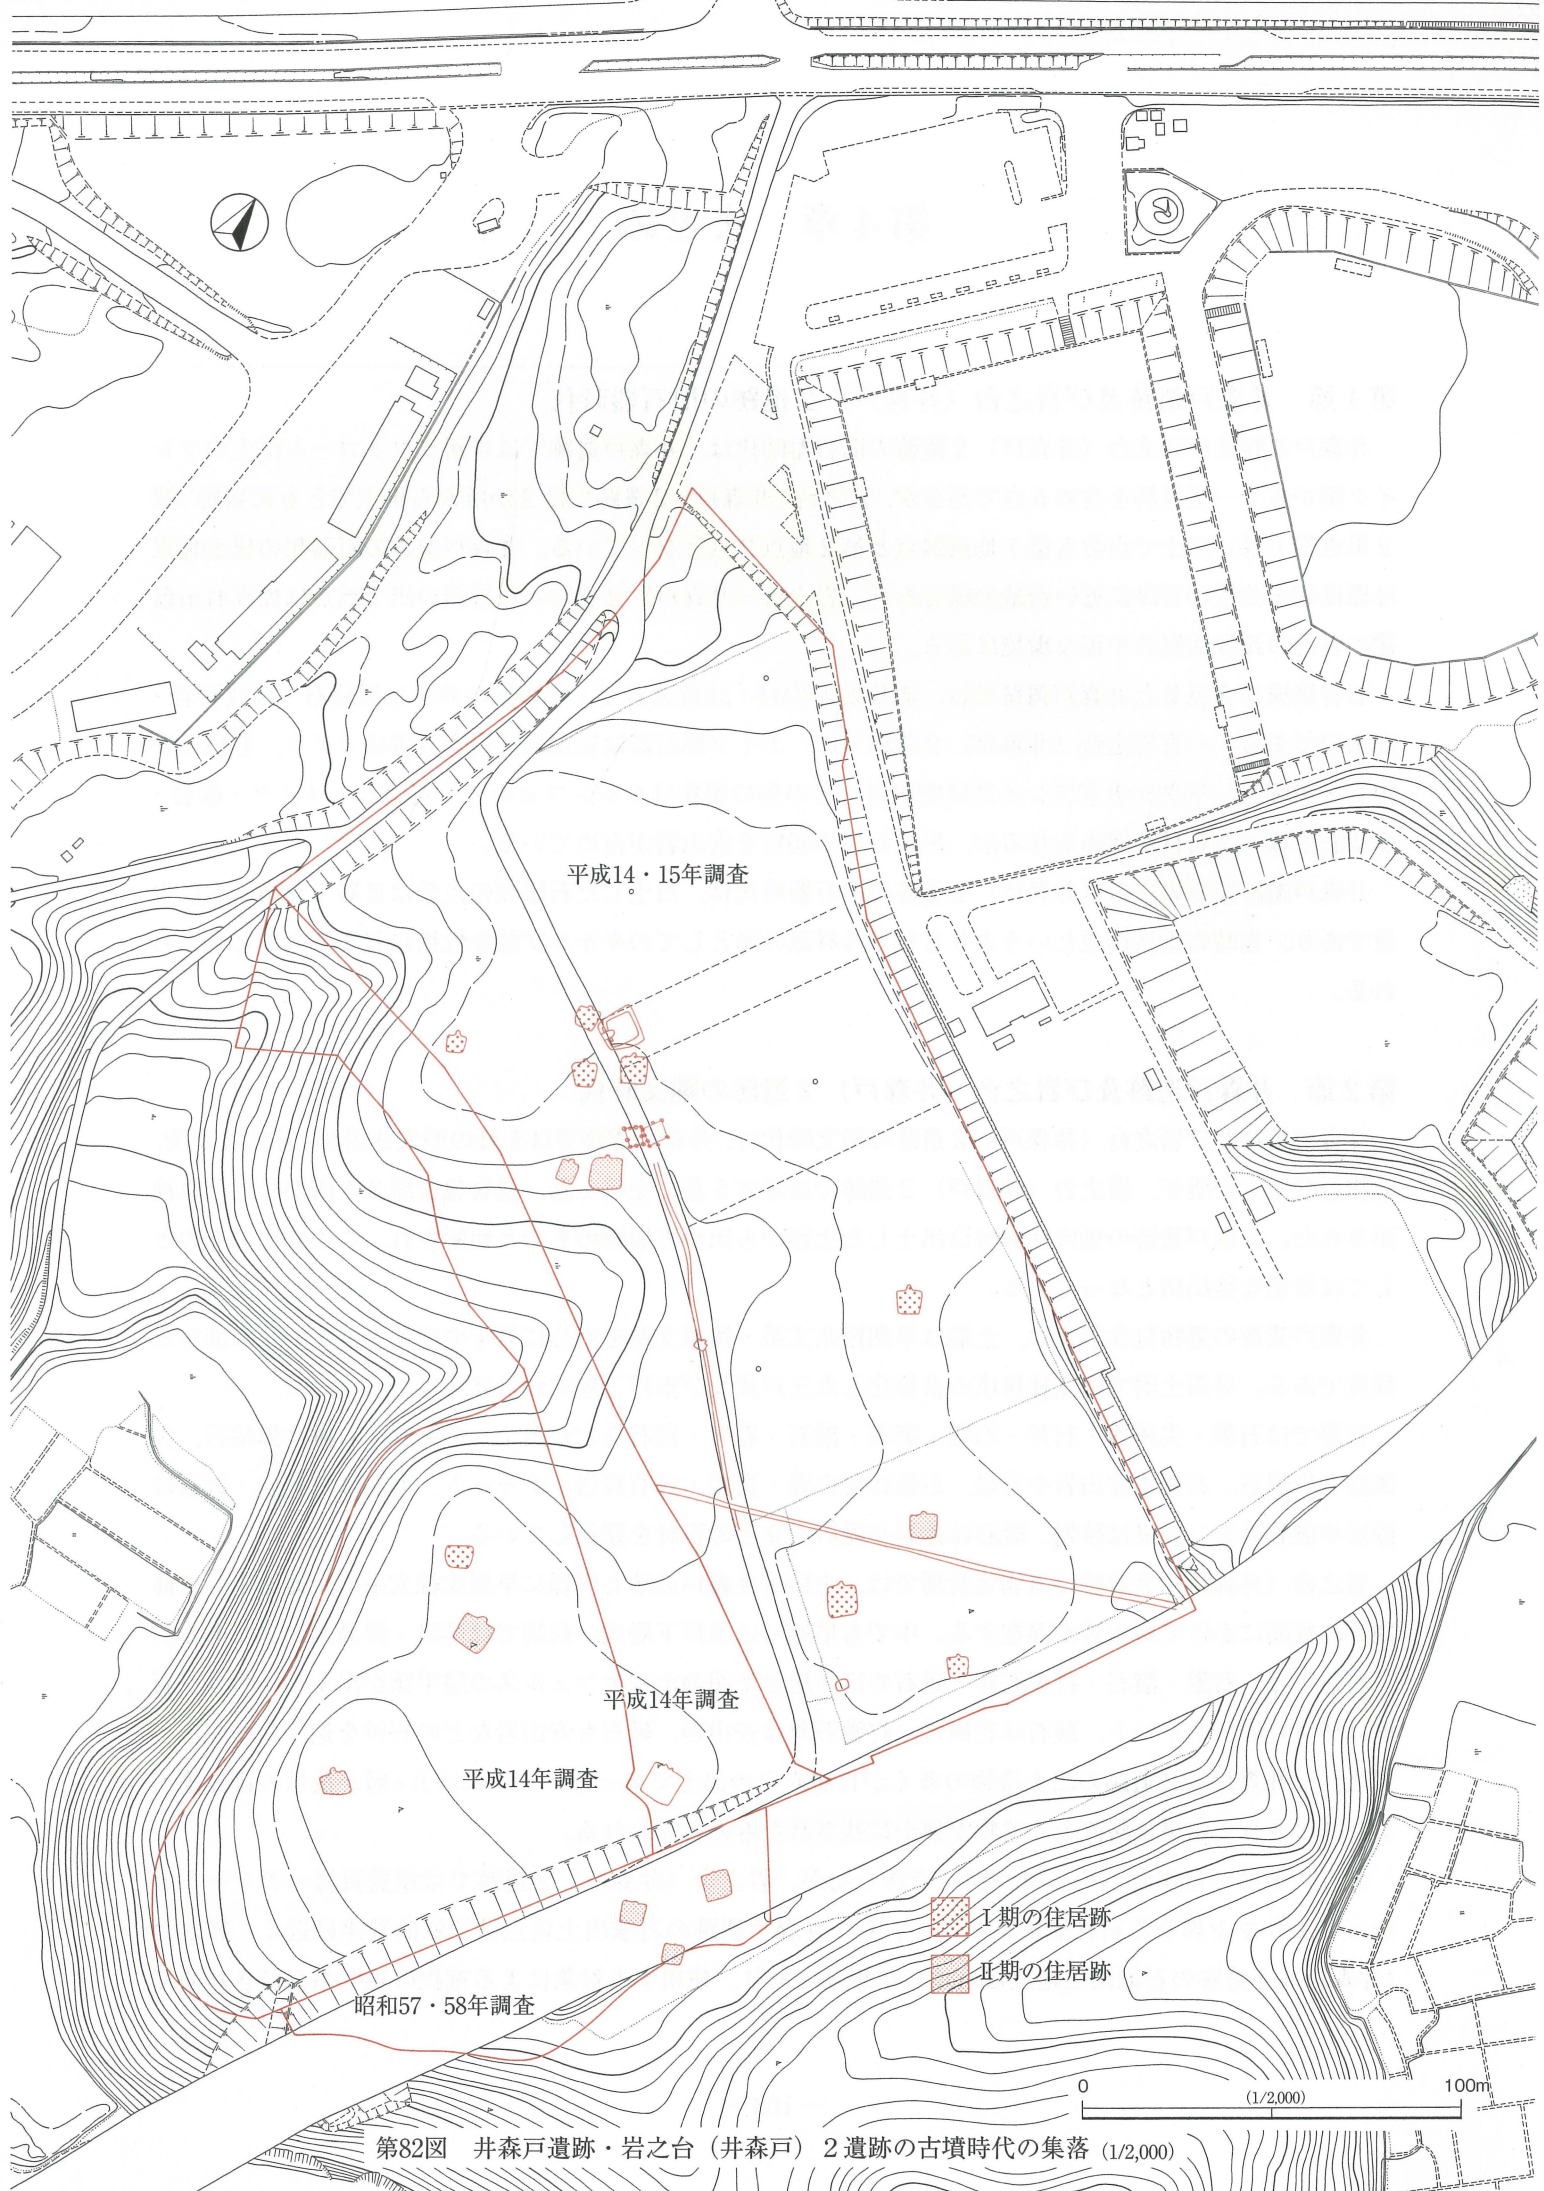 平成14・15年調査
平成14年調査
平成14年調査
昭和57・58年調査
Ⅰ期の住居跡
Ⅱ期の住居跡
0 (1/2,000) 100m
第82図 井森戸遺跡・岩之台（井森戸）２遺跡の古墳時代の集落 (1/2,000)